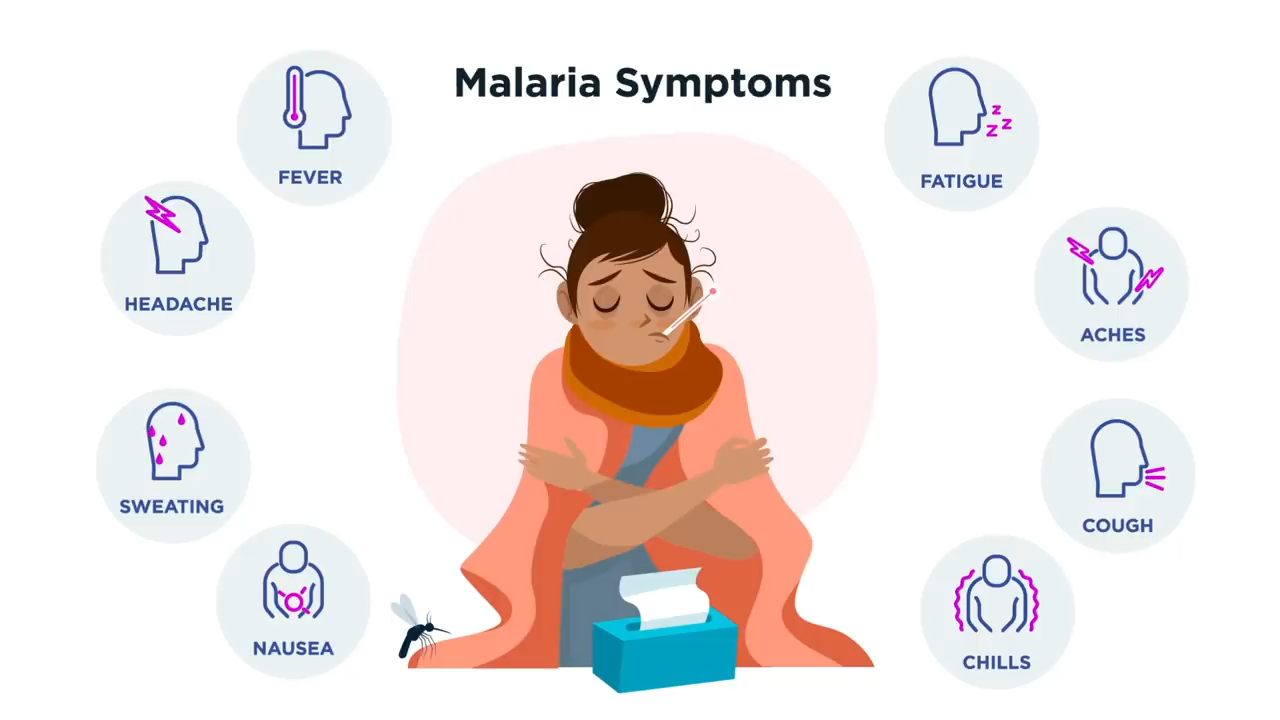 Malaria Symptoms
FEVER
HEADACHE
SWEATING
NAUSEA
FATIGUE
z
z z
ACHES
COUGH
CHILLS